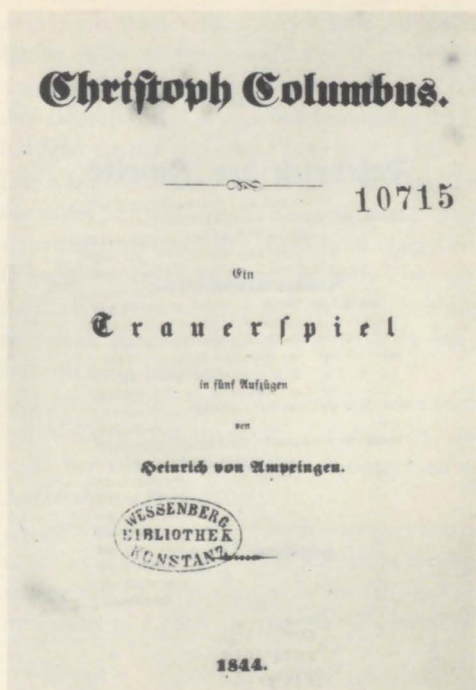 Christoph Columbus.
10715
Ein
Trauerspiel
in fünf Aufzügen
von
Heinrich von Ampringen.
WESSENBERG
BIBLIOTHEK
KONSTANZ
1844.